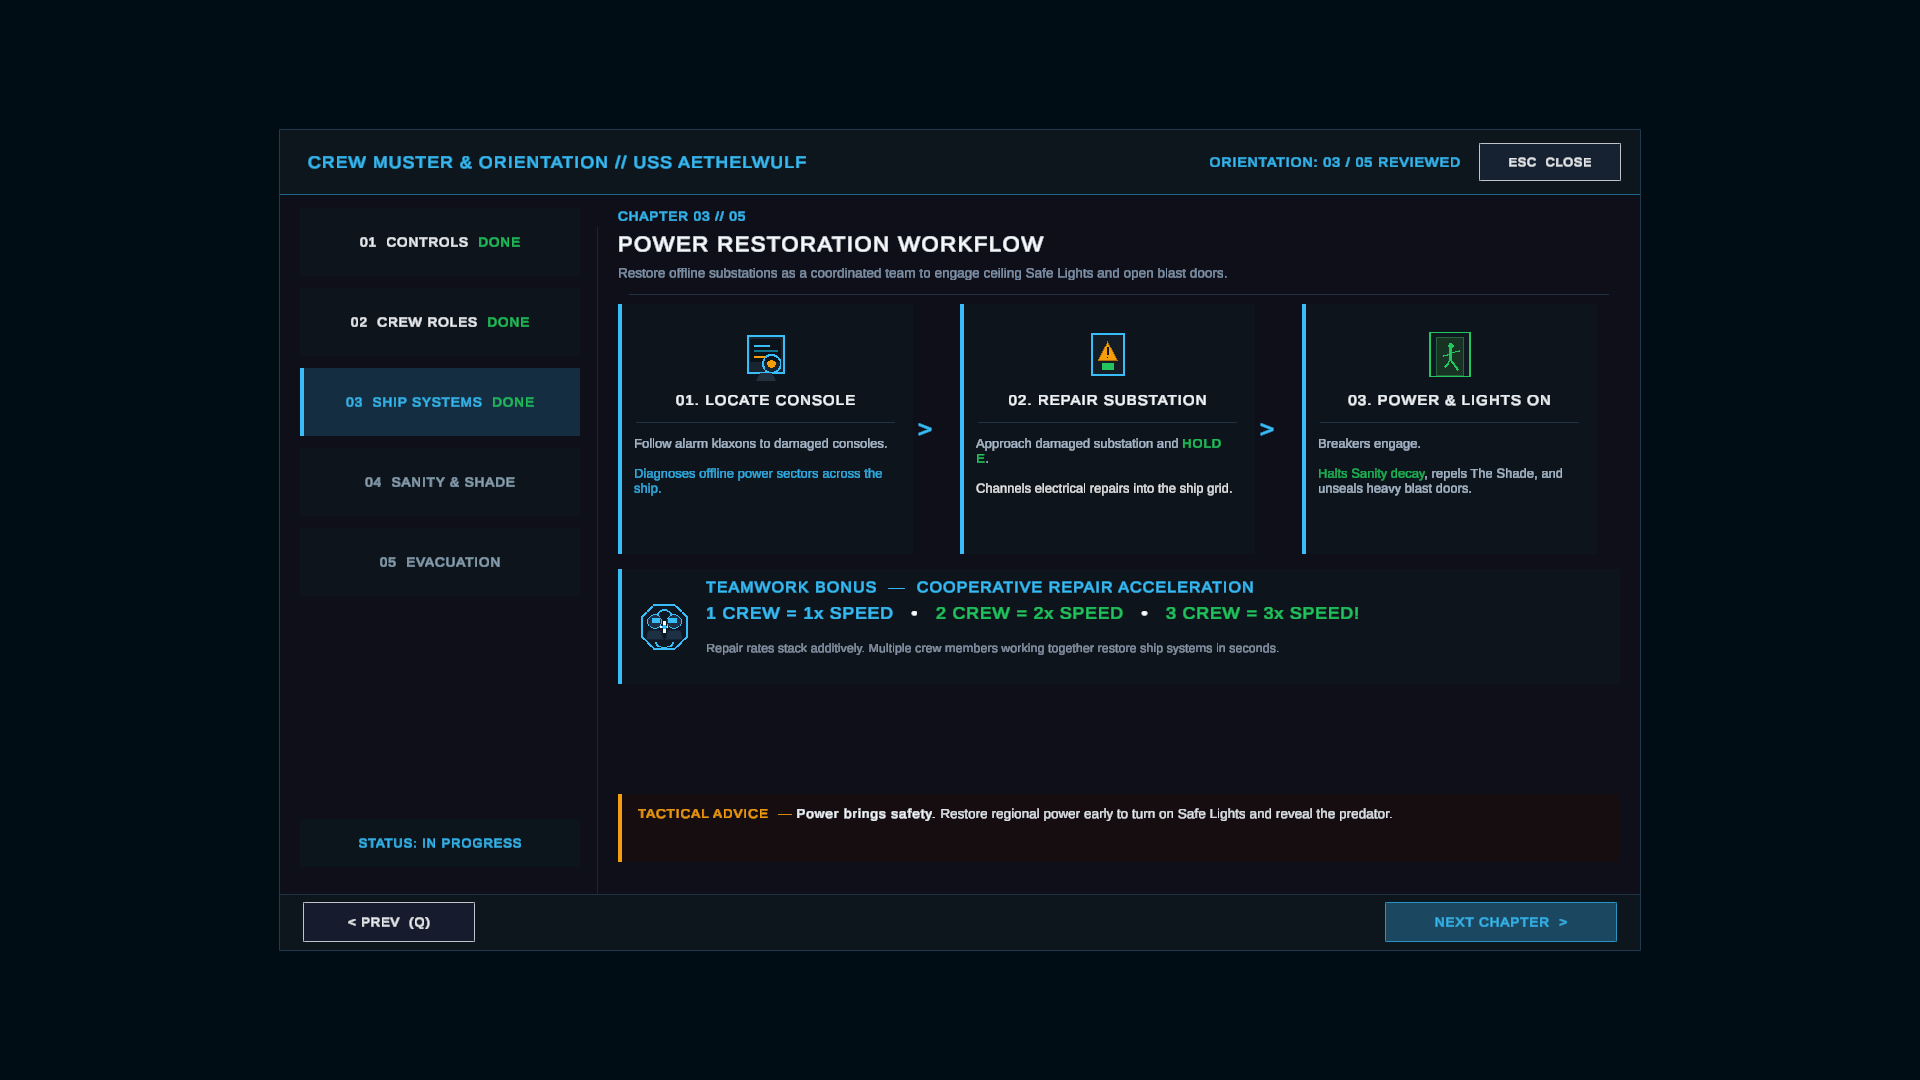 CREW MUSTER & ORIENTATION // USS AETHELWULF
ORIENTATION: 03 / 05 REVIEWED
ESC CLOSE
01 CONTROLS DONE
02 CREW ROLES DONE
03 SHIP SYSTEMS DONE
04 SANITY & SHADE
05 EVACUATION
STATUS: IN PROGRESS
CHAPTER 03 // 05
POWER RESTORATION WORKFLOW
Restore offline substations as a coordinated team to engage ceiling Safe Lights and open blast doors.
01. LOCATE CONSOLE
Follow alarm klaxons to damaged consoles.
Diagnoses offline power sectors across the
ship.
>
02. REPAIR SUBSTATION
Approach damaged substation and HOLD
E.
Channels electrical repairs into the ship grid.
>
03. POWER & LIGHTS ON
Breakers engage.
Halts Sanity decay, repels The Shade, and
unseals heavy blast doors.
TEAMWORK BONUS — COOPERATIVE REPAIR ACCELERATION
1 CREW = 1x SPEED • 2 CREW = 2x SPEED • 3 CREW = 3x SPEED!
Repair rates stack additively. Multiple crew members working together restore ship systems in seconds.
TACTICAL ADVICE — Power brings safety. Restore regional power early to turn on Safe Lights and reveal the predator.
< PREV (Q)
NEXT CHAPTER >